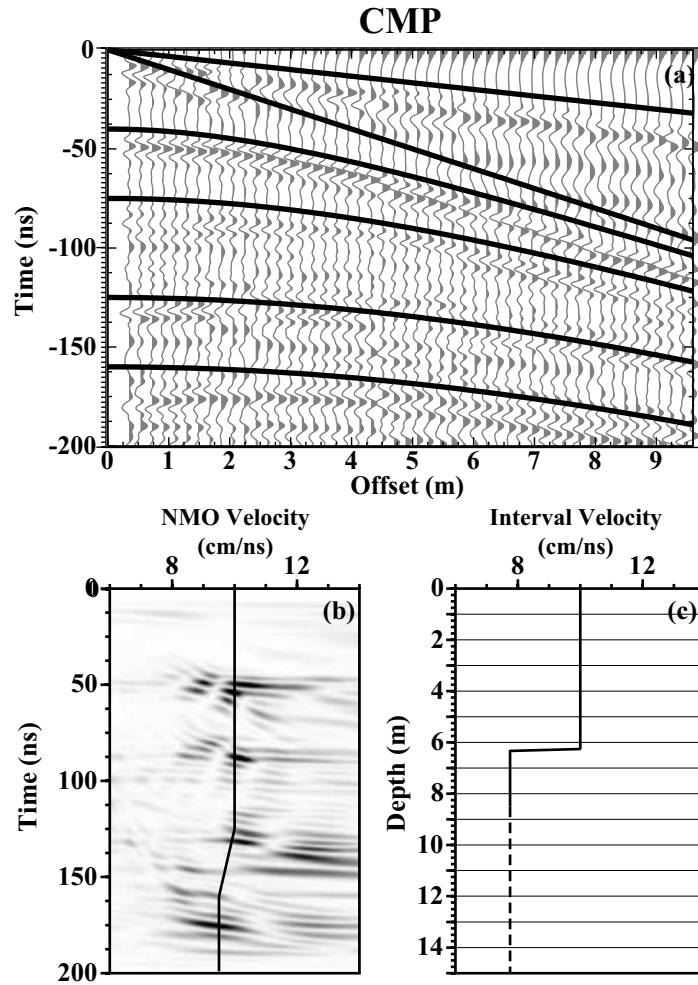 CMP
0
-50
-100
-150
-200
Time (ns)
(a)
0 1 2 3 4 5 6 7 8 9
Offset (m)
NMO Velocity
(cm/ns)
8 12
0
50
100
150
200
Time (ns)
(b)
Interval Velocity
(cm/ns)
8 12
0
2
4
6
8
10
12
14
Depth (m)
(c)